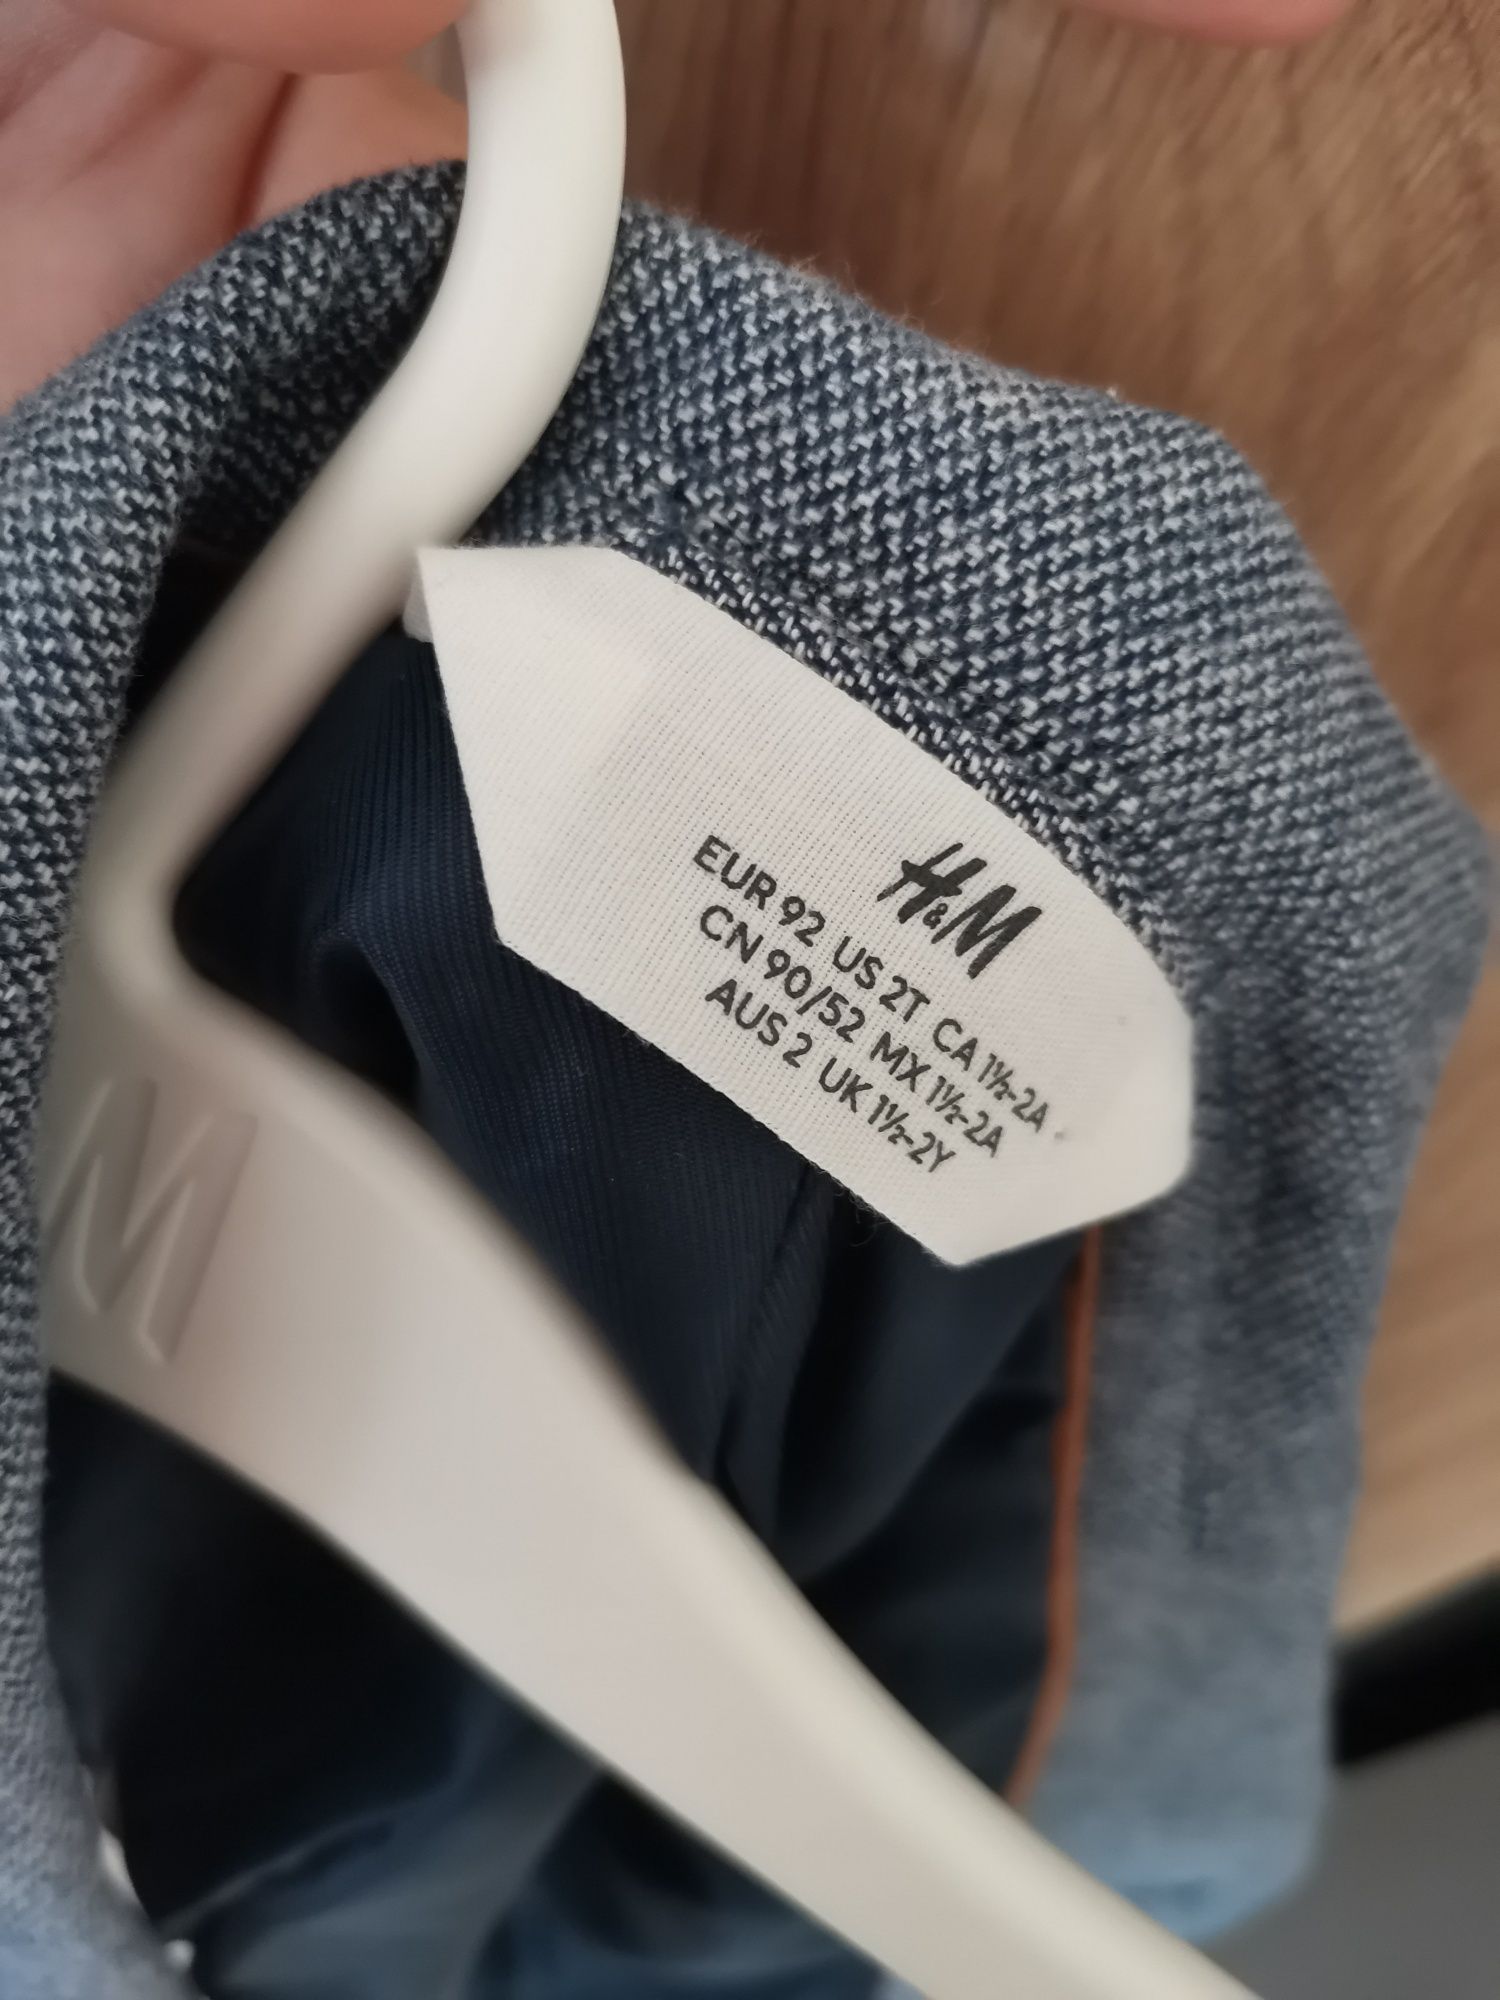 H&M
EUR 92 US 2T CA 1½-2A
CN 90/52 MX 1½-2A
AUS 2 UK 1½-2Y
M